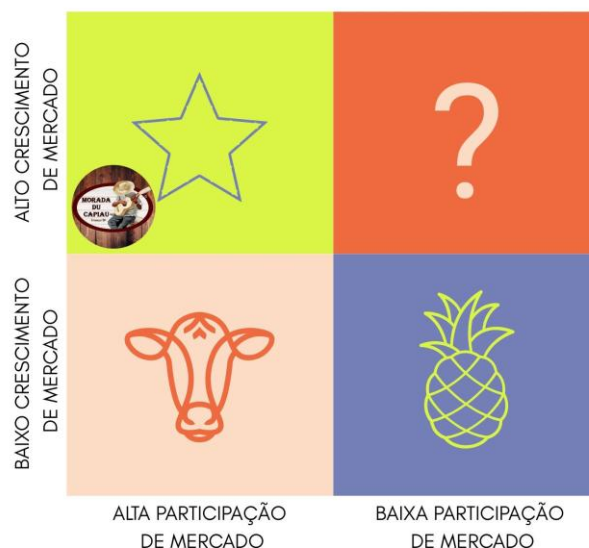 ALTO CRESCIMENTO
DE MERCADO
?
MORADA
DU
CAPIAU
BAIXO CRESCIMENTO
DE MERCADO
ALTA PARTICIPAÇÃO
DE MERCADO
BAIXA PARTICIPAÇÃO
DE MERCADO